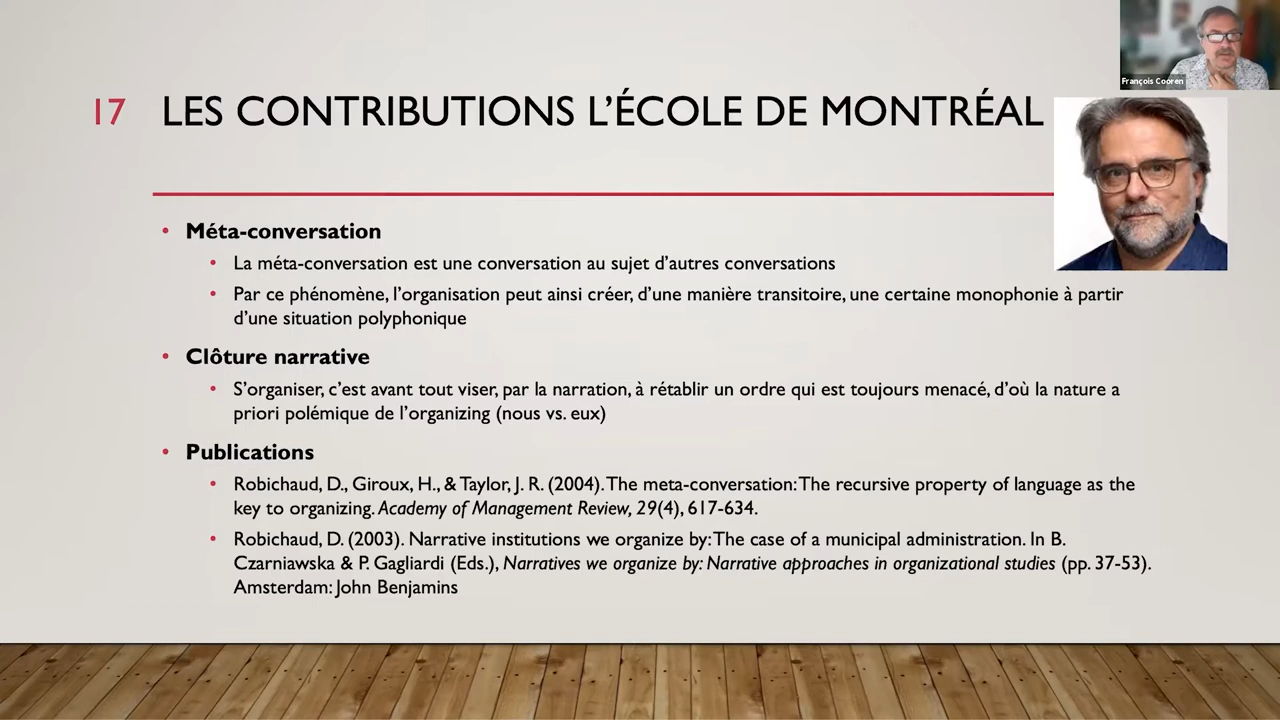 François Cooren
17 LES CONTRIBUTIONS L’ÉCOLE DE MONTRÉAL
• Méta-conversation
• La méta-conversation est une conversation au sujet d’autres conversations
• Par ce phénomène, l’organisation peut ainsi créer, d’une manière transitoire, une certaine monophonie à partir
d’une situation polyphonique
• Clôture narrative
• S’organiser, c’est avant tout viser, par la narration, à rétablir un ordre qui est toujours menacé, d’où la nature a
priori polémique de l’organizing (nous vs. eux)
• Publications
• Robichaud, D., Giroux, H., & Taylor, J. R. (2004). The meta-conversation: The recursive property of language as the
key to organizing. Academy of Management Review, 29(4), 617-634.
• Robichaud, D. (2003). Narrative institutions we organize by: The case of a municipal administration. In B.
Czarniawska & P. Gagliardi (Eds.), Narratives we organize by: Narrative approaches in organizational studies (pp. 37-53).
Amsterdam: John Benjamins